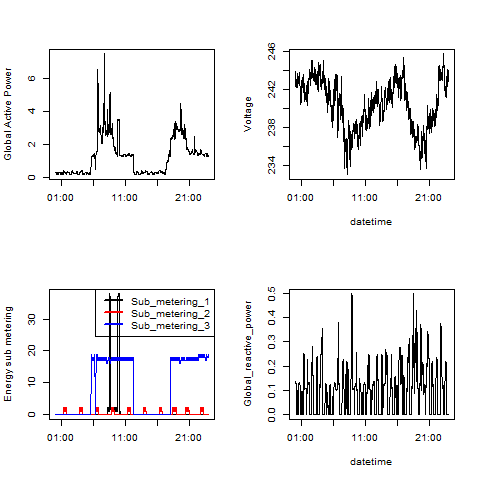 Global Active Power
6
4
2
0
01:00 11:00 21:00
Voltage
246
242
238
234
01:00 11:00 21:00
datetime
Energy sub metering
30
20
10
0
Sub_metering_1
Sub_metering_2
Sub_metering_3
01:00 11:00 21:00
Global_reactive_power
0.5
0.4
0.3
0.2
0.1
0.0
01:00 11:00 21:00
datetime